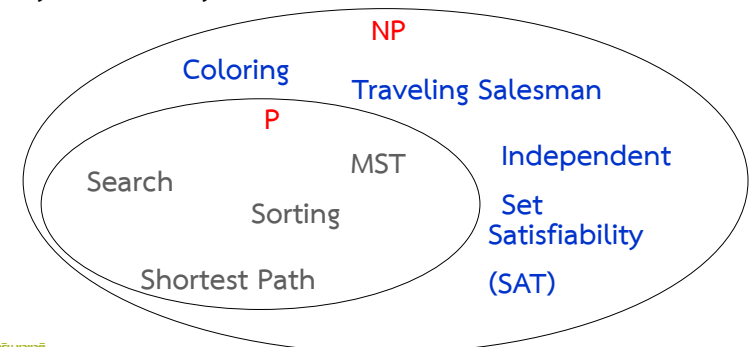 NP
Coloring
Traveling Salesman
P
MST
Independent
Search
Set
Sorting
Satisfiability
Shortest Path
(SAT)